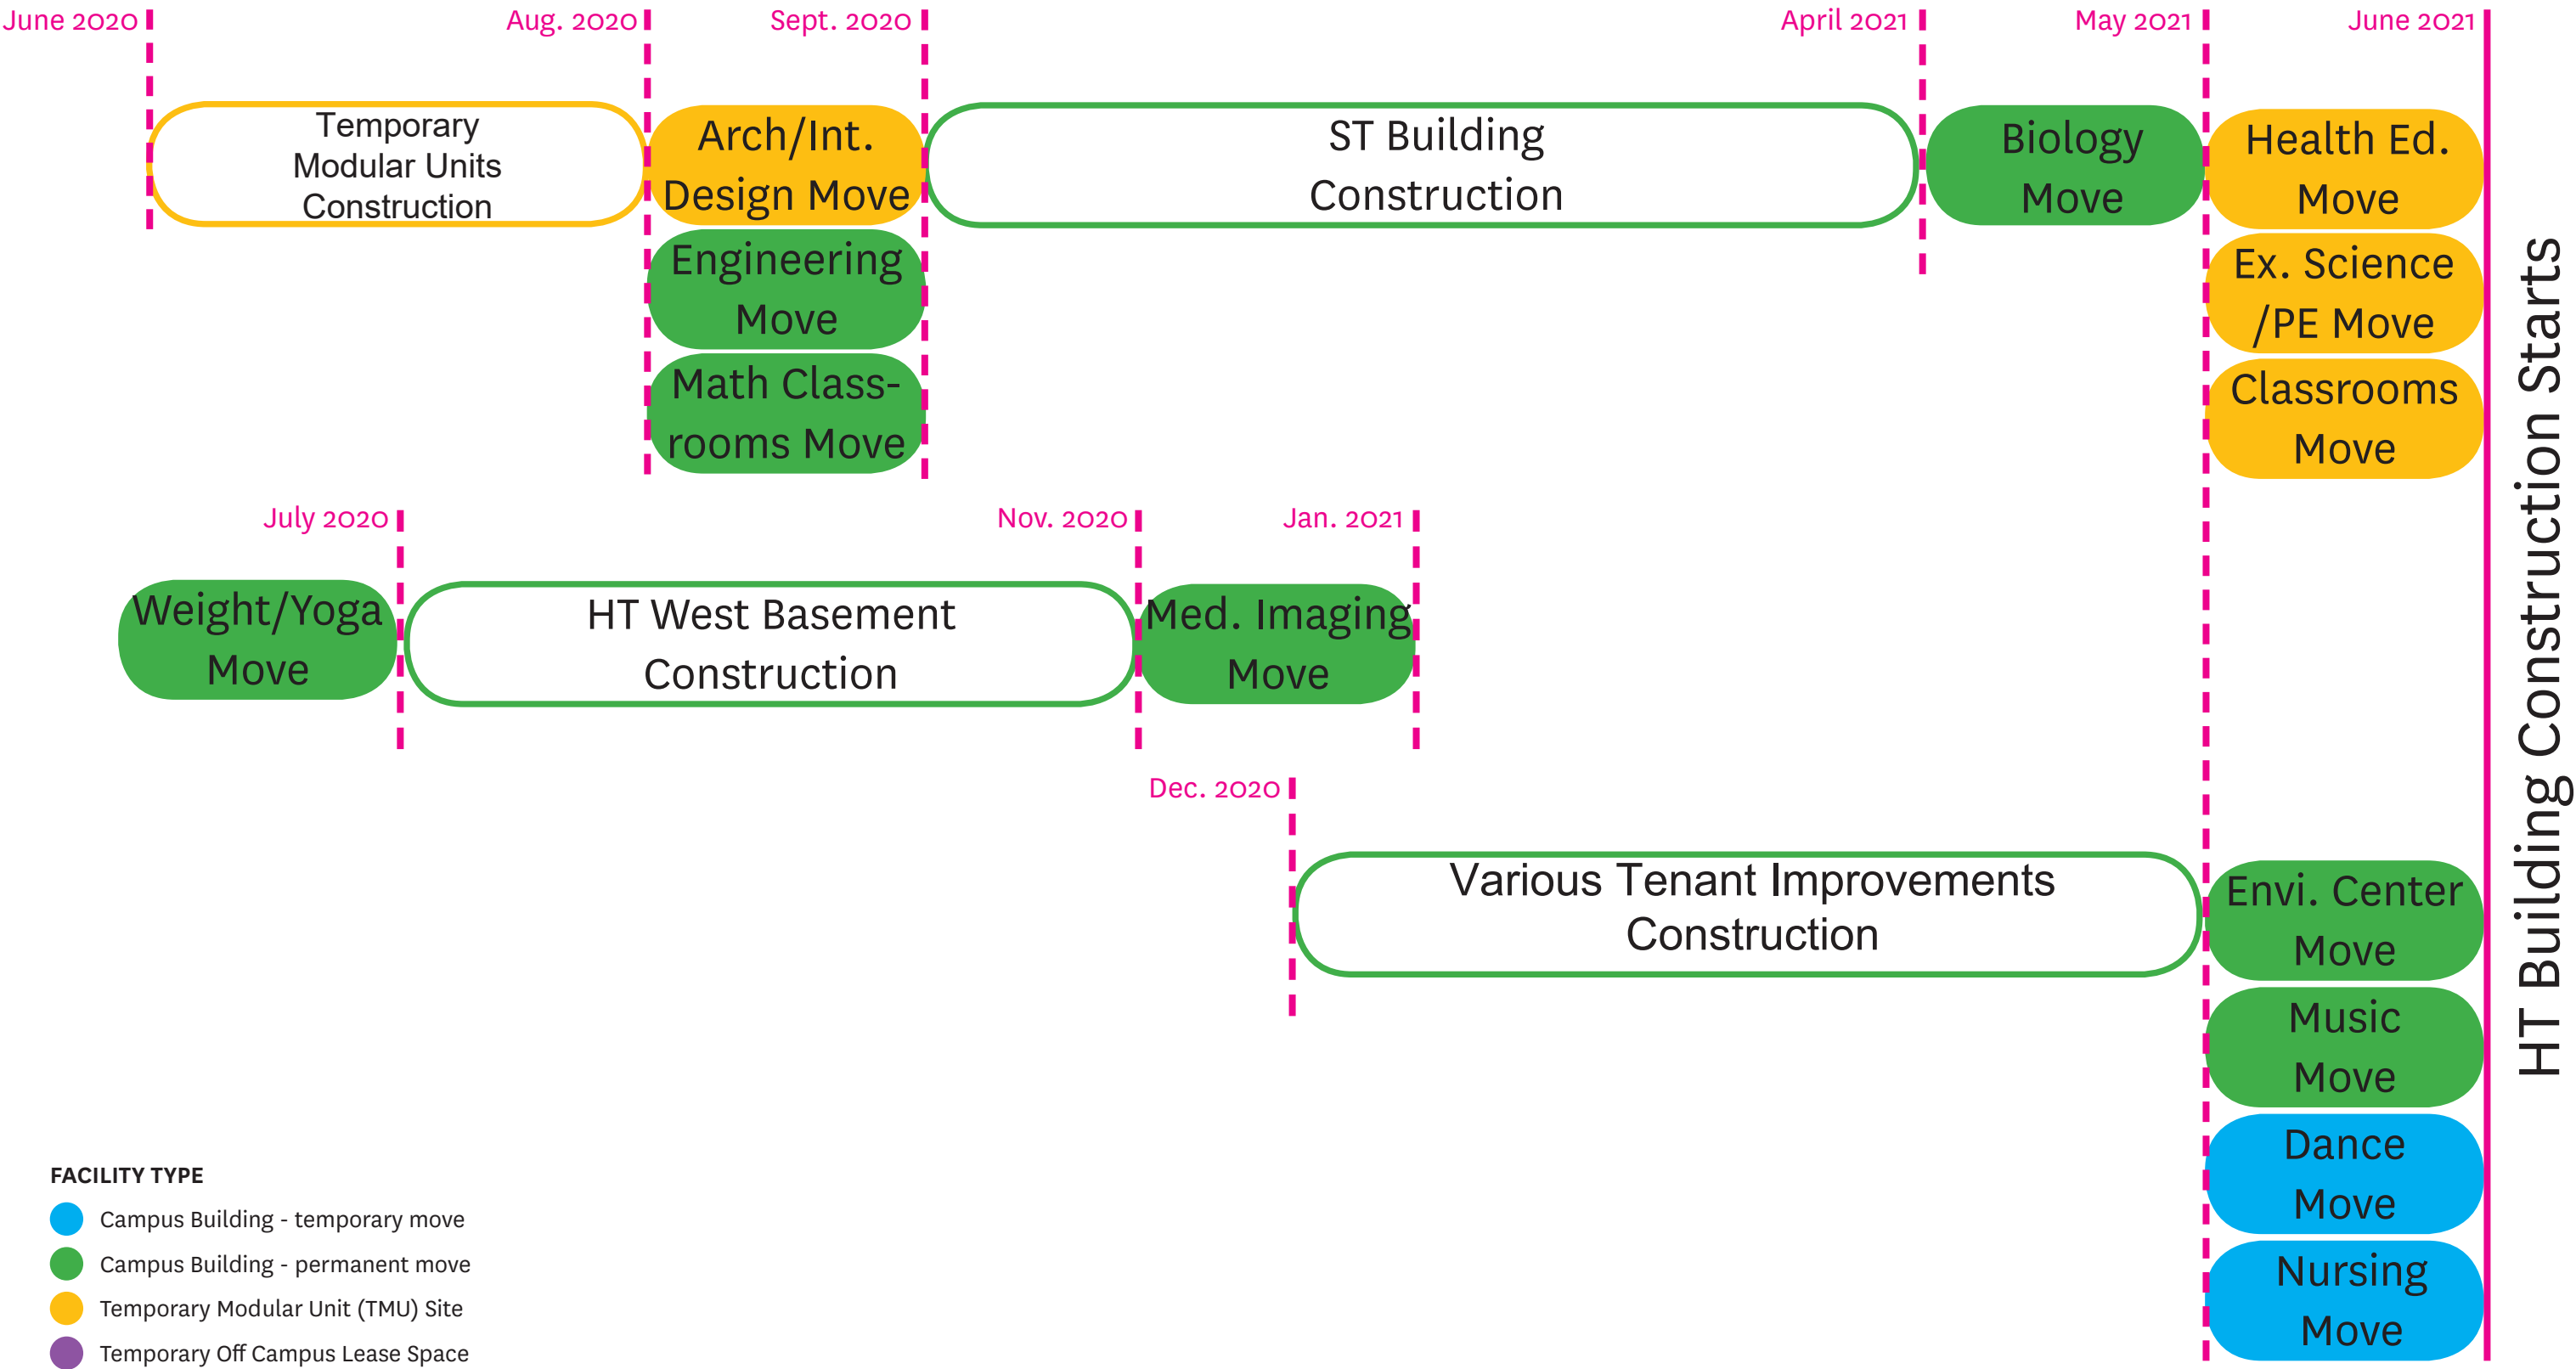 June 2020
Aug. 2020
Sept. 2020
April 2021
May 2021
June 2021
Temporary
Modular Units
Construction
Arch/Int.
Design Move
ST Building
Construction
Biology
Move
Health Ed.
Move
Engineering
Move
Ex. Science
/PE Move
Math Class-
rooms Move
Classrooms
Move
July 2020
Nov. 2020
Jan. 2021
Weight/Yoga
Move
HT West Basement
Construction
Med. Imaging
Move
Dec. 2020
Various Tenant Improvements
Construction
Envi. Center
Move
Music
Move
Dance
Move
Nursing
Move
HT Building Construction Starts
FACILITY TYPE
Campus Building - temporary move
Campus Building - permanent move
Temporary Modular Unit (TMU) Site
Temporary Off Campus Lease Space